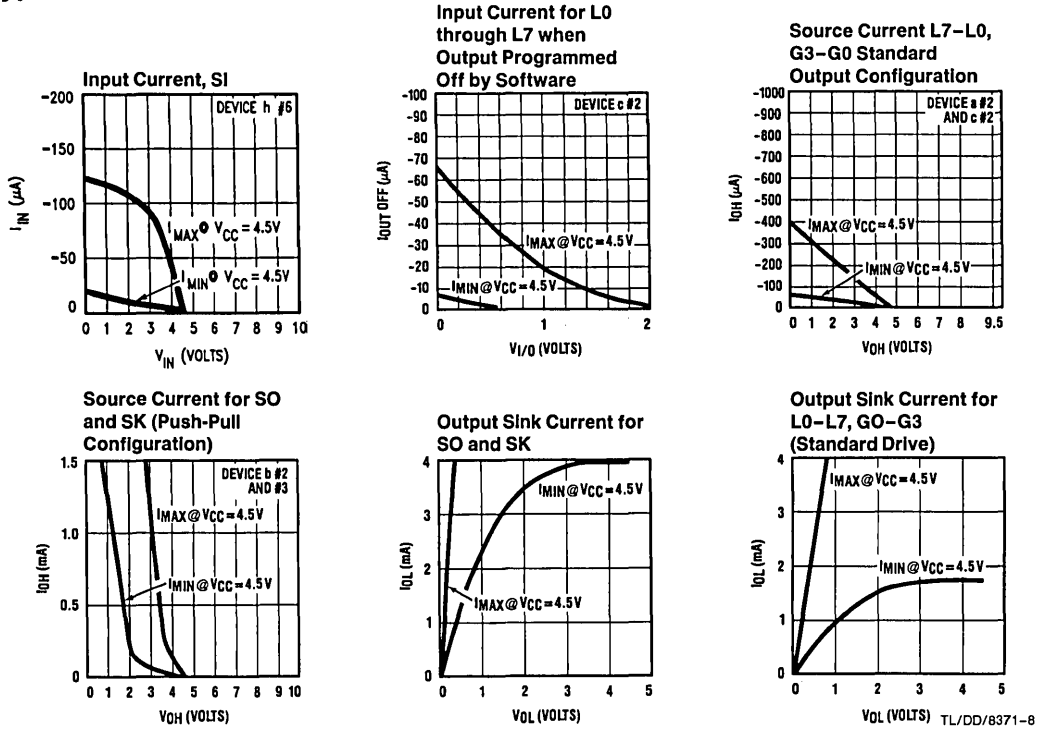 Input Current, SI
-200
-150
-100
-50
0
I_IN (μA)
DEVICE h #6
I_MAX @ V_CC = 4.5V
I_MIN @ V_CC = 4.5V
0 1 2 3 4 5 6 7 8 9 10
V_IN (VOLTS)
Input Current for L0
through L7 when
Output Programmed
Off by Software
-100
-90
-80
-70
-60
-50
-40
-30
-20
-10
0
IOUT OFF (μA)
DEVICE c #2
IMAX@VCC=4.5V
IMIN@VCC=4.5V
0 1 2
VI/O (VOLTS)
Source Current L7–L0,
G3–G0 Standard
Output Configuration
-1000
-900
-800
-700
-600
-500
-400
-300
-200
-100
0
IOH (μA)
DEVICE a #2
AND c #2
IMAX@VCC=4.5V
IMIN@VCC=4.5V
0 1 2 3 4 5 6 7 8 9.5
VOH (VOLTS)
Source Current for SO
and SK (Push-Pull
Configuration)
1.5
1.0
0.5
0
IOH (mA)
DEVICE b #2
AND #3
IMAX@VCC=4.5V
IMIN@VCC=4.5V
0 1 2 3 4 5 6 7 8 9 10
VOH (VOLTS)
Output Sink Current for
SO and SK
4
3
2
1
0
IOL (mA)
IMIN@VCC=4.5V
IMAX@VCC=4.5V
0 1 2 3 4 5
VOL (VOLTS)
Output Sink Current for
L0–L7, GO–G3
(Standard Drive)
4
3
2
1
0
IOL (mA)
IMAX@VCC=4.5V
IMIN@VCC=4.5V
0 1 2 3 4 5
VOL (VOLTS)
TL/DD/8371–8